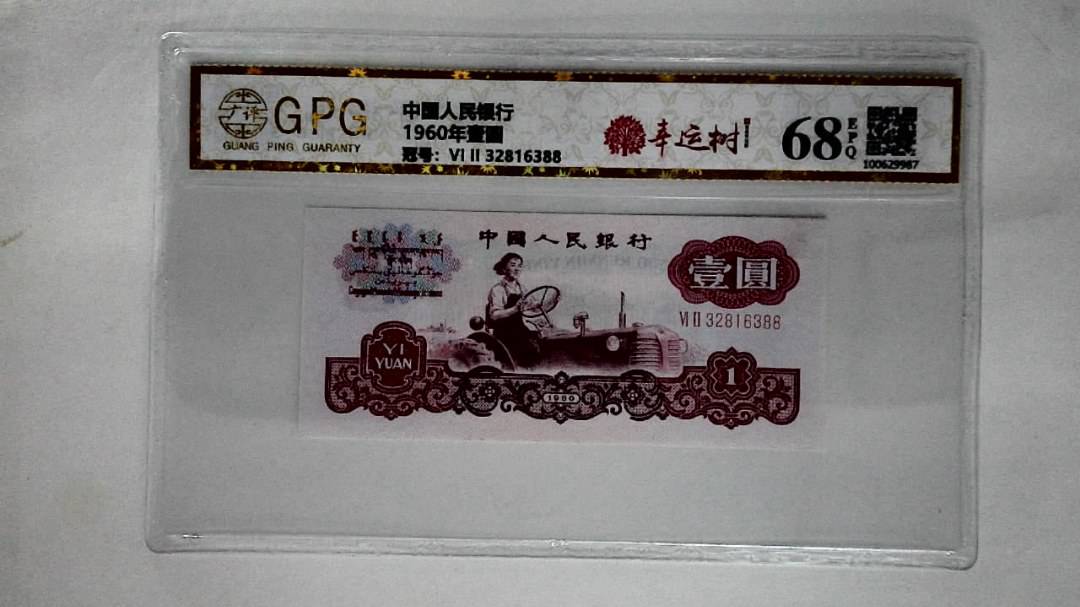 GPG
GUANG PING GUARANTY
中國人民銀行
1960年壹圓
冠号: VI II 32816388
幸运树
68 EPQ
100629987
中國人民銀行
壹圓
VI II 32816388
YI
YUAN
1
1960